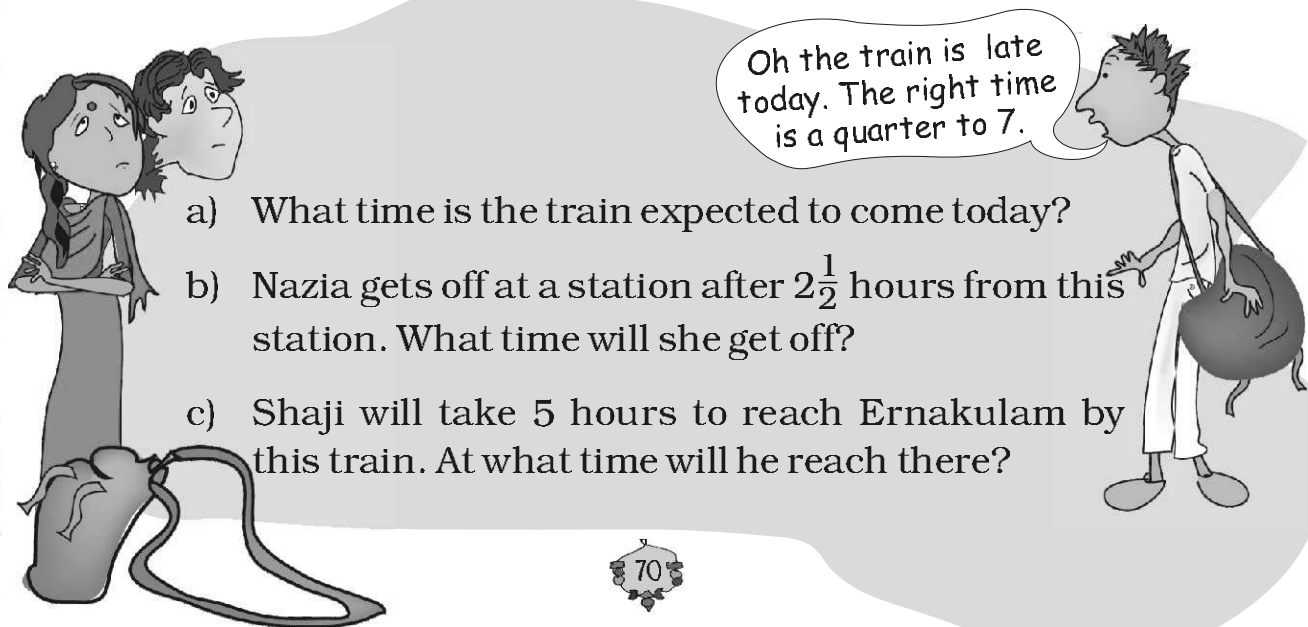 Oh the train is late
today. The right time
is a quarter to 7.
a) What time is the train expected to come today?
b) Nazia gets off at a station after 2 1/2 hours from this
station. What time will she get off?
c) Shaji will take 5 hours to reach Ernakulam by
this train. At what time will he reach there?
70